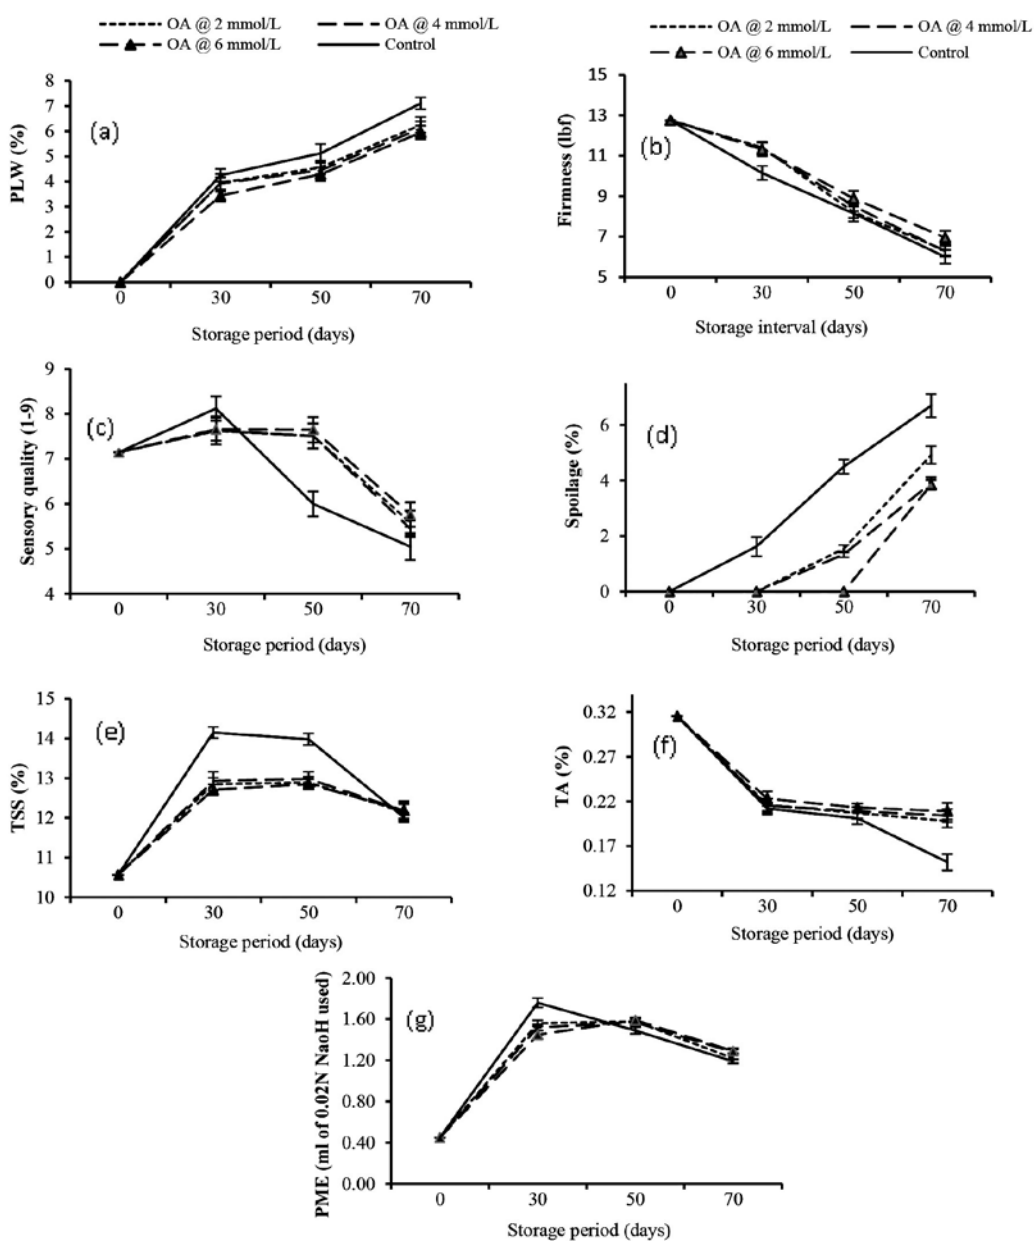 OA @ 2 mmol/L OA @ 4 mmol/L
OA @ 6 mmol/L Control
8
7
6
5
4
3
2
1
0
PLW (%)
(a)
0 30 50 70
Storage period (days)
OA @ 2 mmol/L OA @ 4 mmol/L
OA @ 6 mmol/L Control
15
13
11
9
7
5
Firmness (lbf)
(b)
0 30 50 70
Storage interval (days)
9
8
7
6
5
4
Sensory quality (1-9)
(c)
0 30 50 70
Storage period (days)
6
4
2
0
Spoilage (%)
(d)
0 30 50 70
Storage period (days)
15
14
13
12
11
10
TSS (%)
(e)
0 30 50 70
Storage period (days)
0.32
0.27
0.22
0.17
0.12
TA (%)
(f)
0 30 50 70
Storage period (days)
2.00
1.60
1.20
0.80
0.40
0.00
PME (ml of 0.02N NaoH used)
(g)
0 30 50 70
Storage period (days)